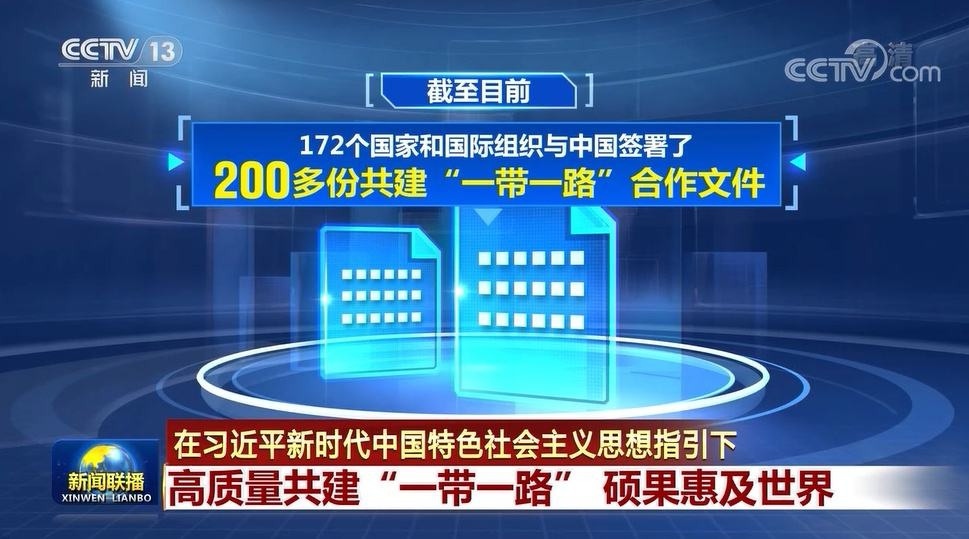 CCTV 13
新闻
高清
CCTV.com
截至目前
172个国家和国际组织与中国签署了
200多份共建“一带一路”合作文件
在习近平新时代中国特色社会主义思想指引下
新闻联播
XINWEN LIANBO
高质量共建“一带一路” 硕果惠及世界